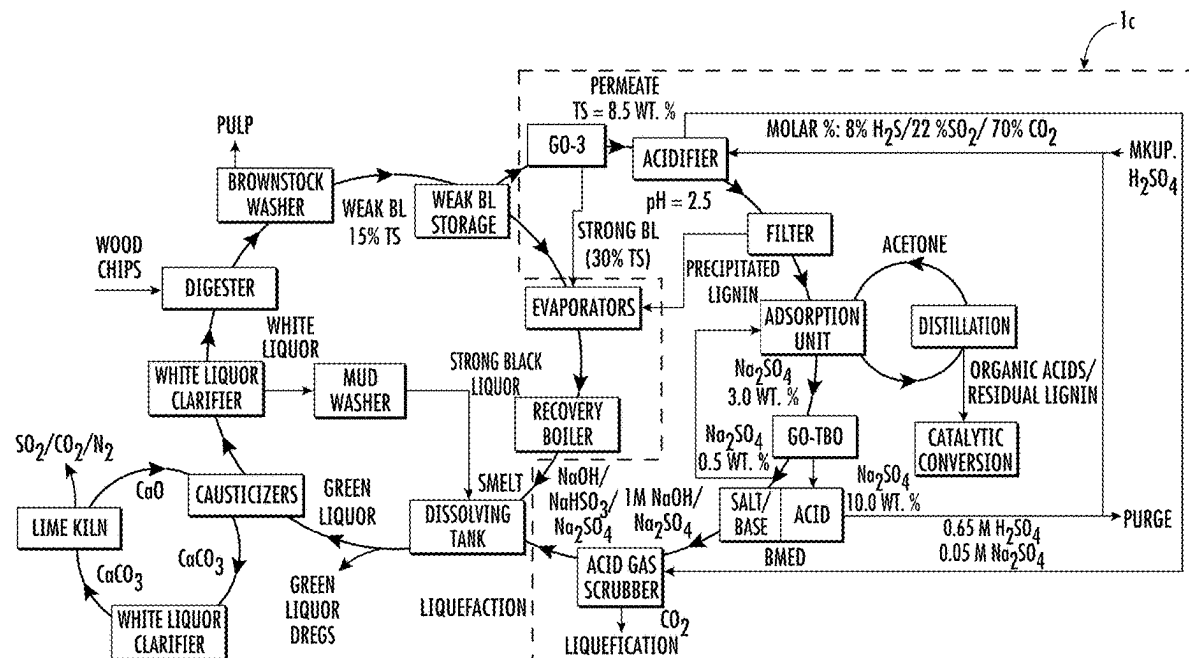 1c
PERMEATE
TS = 8.5 WT. %
MOLAR %: 8% H2S/22 %SO2/ 70% CO2
PULP
GO-3
ACIDIFIER
MKUP.
H2SO4
BROWNSTOCK
WASHER
WEAK BL
15% TS
WEAK BL
STORAGE
pH = 2.5
STRONG BL
(30% TS)
FILTER
ACETONE
WOOD
CHIPS
DIGESTER
PRECIPITATED
LIGNIN
EVAPORATORS
ADSORPTION
UNIT
DISTILLATION
WHITE
LIQUOR
WHITE LIQUOR
CLARIFIER
MUD
WASHER
STRONG BLACK
LIQUOR
Na2SO4
3.0 WT. %
ORGANIC ACIDS/
RESIDUAL LIGNIN
RECOVERY
BOILER
GO-TBO
CATALYTIC
CONVERSION
SO2/CO2/N2
CaO
CAUSTICIZERS
GREEN
LIQUOR
SMELT
NaOH/
NaHSO3/
Na2SO4
1M NaOH/
Na2SO4
Na2SO4
0.5 WT. %
Na2SO4
10.0 WT. %
LIME KILN
DISSOLVING
TANK
SALT/
BASE
ACID
BMED
PURGE
0.65 M H2SO4
0.05 M Na2SO4
CaCO3
CaCO3
ACID GAS
SCRUBBER
GREEN
LIQUOR
DREGS
LIQUEFACTION
WHITE LIQUOR
CLARIFIER
CO2
LIQUEFICATION